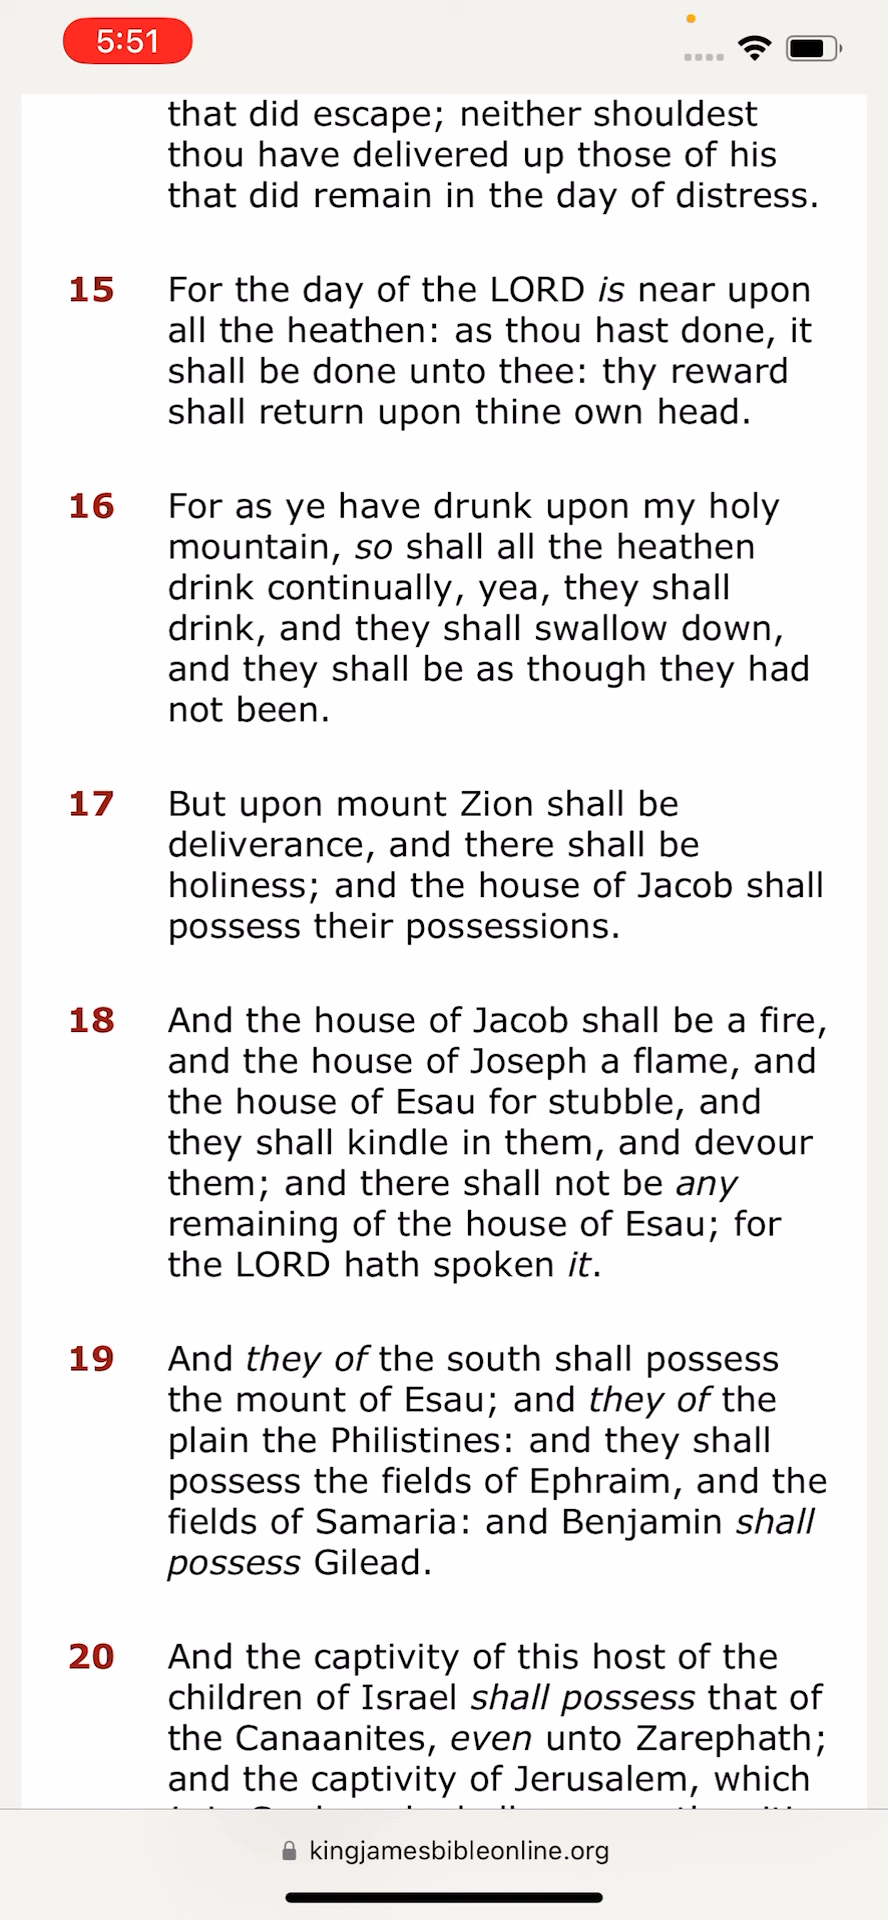 5:51
that did escape; neither shouldest
thou have delivered up those of his
that did remain in the day of distress.
15 For the day of the LORD is near upon
all the heathen: as thou hast done, it
shall be done unto thee: thy reward
shall return upon thine own head.
16 For as ye have drunk upon my holy
mountain, so shall all the heathen
drink continually, yea, they shall
drink, and they shall swallow down,
and they shall be as though they had
not been.
17 But upon mount Zion shall be
deliverance, and there shall be
holiness; and the house of Jacob shall
possess their possessions.
18 And the house of Jacob shall be a fire,
and the house of Joseph a flame, and
the house of Esau for stubble, and
they shall kindle in them, and devour
them; and there shall not be any
remaining of the house of Esau; for
the LORD hath spoken it.
19 And they of the south shall possess
the mount of Esau; and they of the
plain the Philistines: and they shall
possess the fields of Ephraim, and the
fields of Samaria: and Benjamin shall
possess Gilead.
20 And the captivity of this host of the
children of Israel shall possess that of
the Canaanites, even unto Zarephath;
and the captivity of Jerusalem, which
kingjamesbibleonline.org